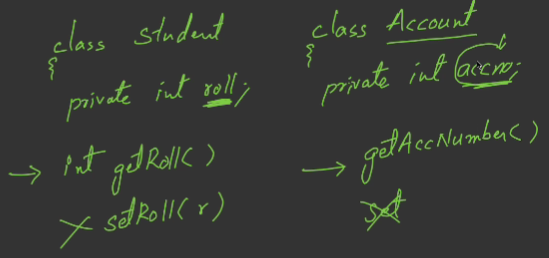 class Student
{
private int roll;
→ int getRoll()
× setRoll(r)
class Account
{
private int accno;
→ getAccNumber()
set